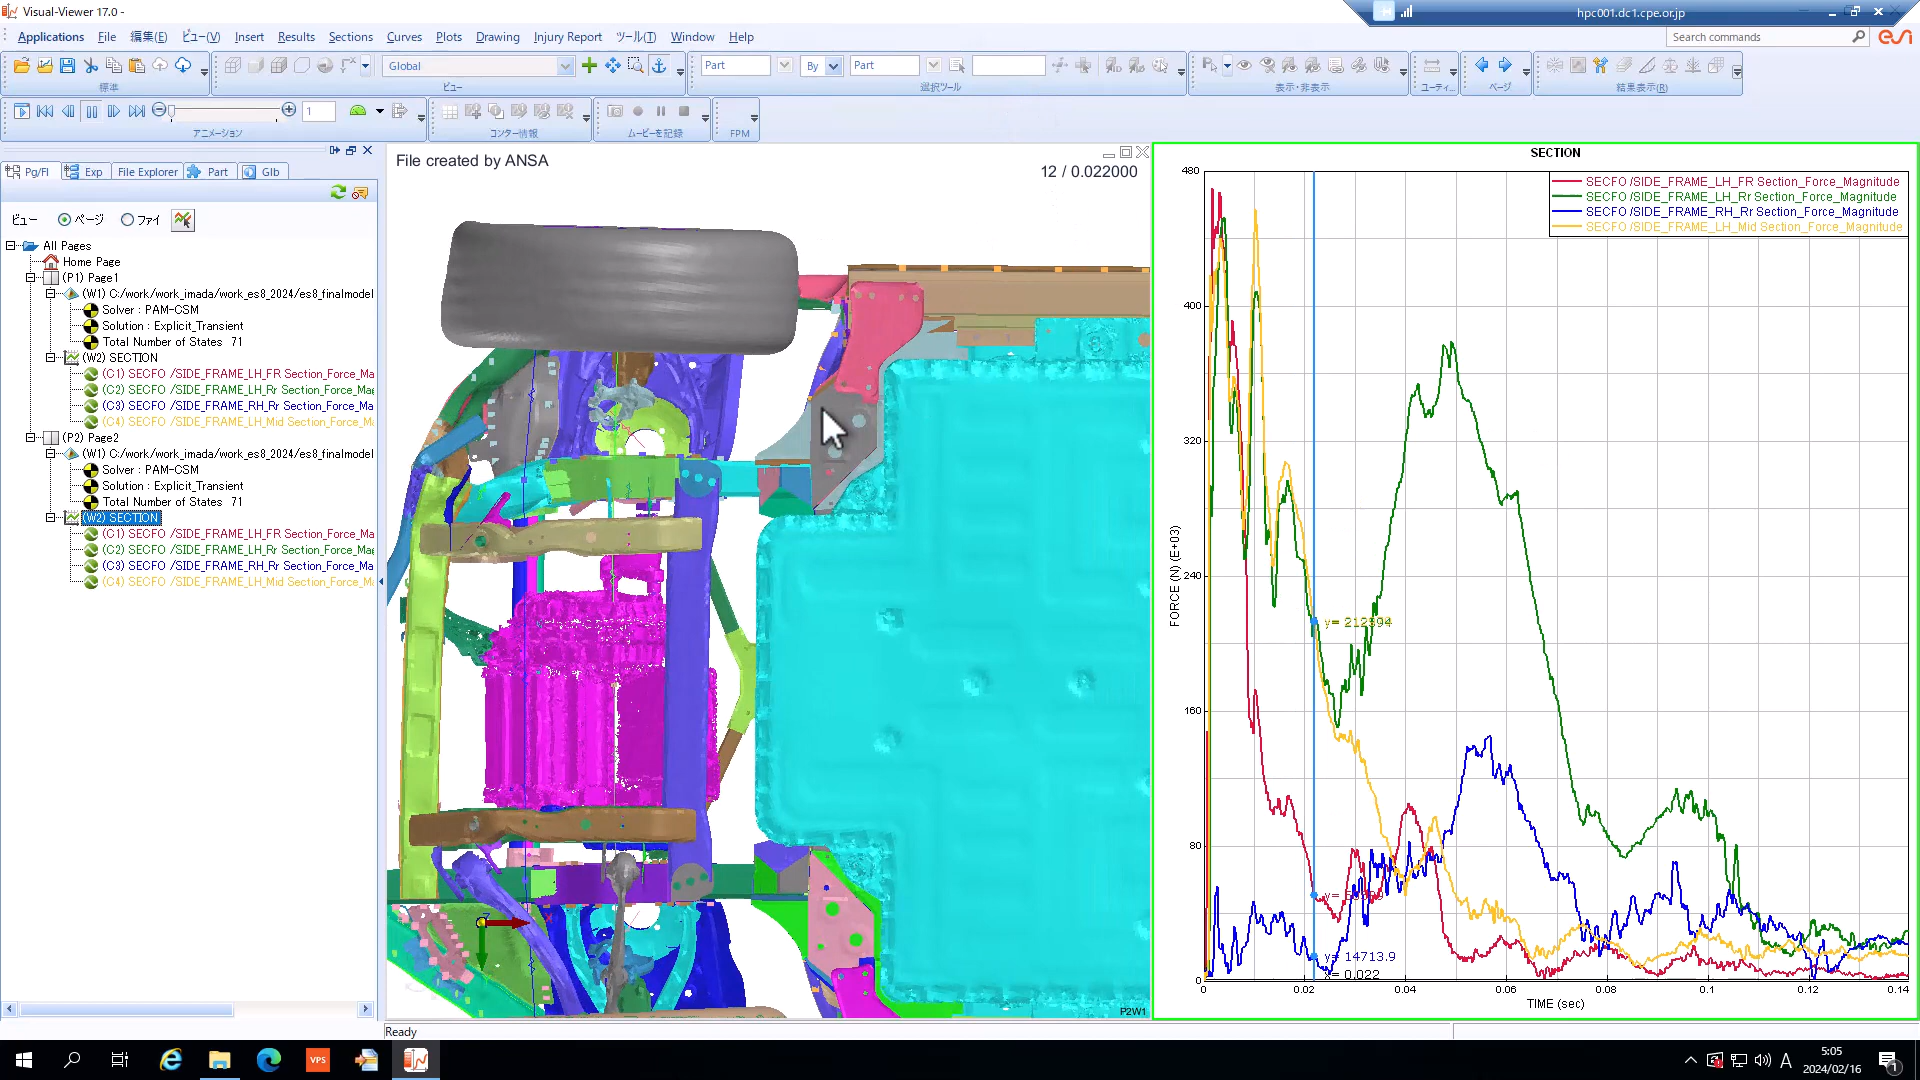 Visual-Viewer 17.0 -
hpc001.dc1.cpe.or.jp
Applications File 編集(E) ビュー(V) Insert Results Sections Curves Plots Drawing Injury Report ツール(T) Window Help
Search commands
esi
Global
Part
By
Part
標準
ビュー
選択ツール
表示・非表示
ユーティ...
ページ
結果表示(R)
1
アニメーション
コンター情報
ムービーを記録
FPM
Pg/Fl Exp File Explorer Part Glb
ビュー ページ ファイ
All Pages
Home Page
(P1) Page1
(W1) C:/work/work_imada/work_es8_2024/es8_finalmodel
Solver : PAM-CSM
Solution : Explicit_Transient
Total Number of States 71
(W2) SECTION
(C1) SECFO /SIDE_FRAME_LH_FR Section_Force_Ma
(C2) SECFO /SIDE_FRAME_LH_Rr Section_Force_Mag
(C3) SECFO /SIDE_FRAME_RH_Rr Section_Force_Ma
(C4) SECFO /SIDE_FRAME_LH_Mid Section_Force_M
(P2) Page2
(W1) C:/work/work_imada/work_es8_2024/es8_finalmodel
Solver : PAM-CSM
Solution : Explicit_Transient
Total Number of States 71
(W2) SECTION
(C1) SECFO /SIDE_FRAME_LH_FR Section_Force_Ma
(C2) SECFO /SIDE_FRAME_LH_Rr Section_Force_Mag
(C3) SECFO /SIDE_FRAME_RH_Rr Section_Force_Ma
(C4) SECFO /SIDE_FRAME_LH_Mid Section_Force_M
File created by ANSA
12 / 0.022000
P2W1
SECTION
SECFO /SIDE_FRAME_LH_FR Section_Force_Magnitude
SECFO /SIDE_FRAME_LH_Rr Section_Force_Magnitude
SECFO /SIDE_FRAME_RH_Rr Section_Force_Magnitude
SECFO /SIDE_FRAME_LH_Mid Section_Force_Magnitude
480
400
320
240
160
80
0
FORCE (N) (E+03)
y= 14713.9
x= 0.022
0 0.02 0.04 0.06 0.08 0.1 0.12 0.14
TIME (sec)
Ready
VPS
A
5:05
2024/02/16
1